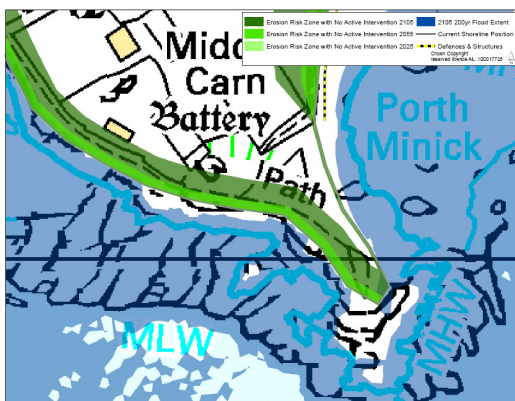 Erosion Risk Zone with No Active Intervention 2105
Erosion Risk Zone with No Active Intervention 2055
Erosion Risk Zone with No Active Intervention 2025
2105 200yr Flood Extent
Current Shoreline Position
Defences & Structures
Crown Copyright
reserved licence AL. 100017726
Carn
Battery
Path
Porth
Minick
MLW
MHW